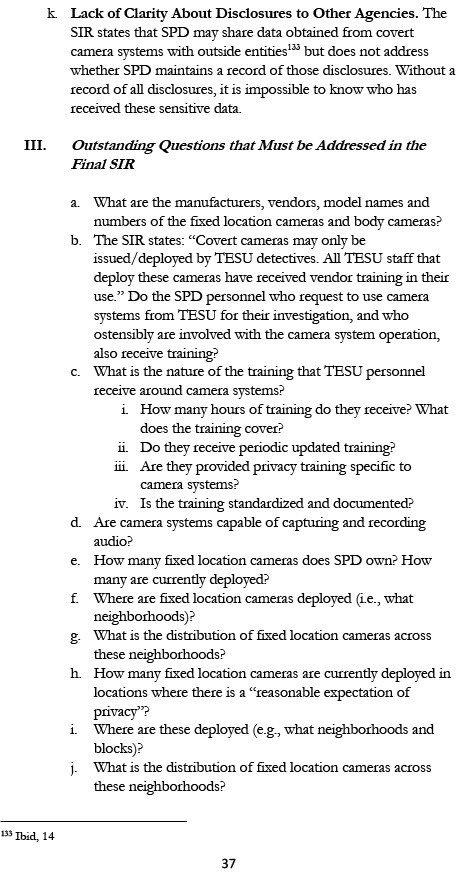 k. Lack of Clarity About Disclosures to Other Agencies. The
SIR states that SPD may share data obtained from covert
camera systems with outside entities133 but does not address
whether SPD maintains a record of those disclosures. Without a
record of all disclosures, it is impossible to know who has
received these sensitive data.
III. Outstanding Questions that Must be Addressed in the
Final SIR
a. What are the manufacturers, vendors, model names and
numbers of the fixed location cameras and body cameras?
b. The SIR states: “Covert cameras may only be
issued/deployed by TESU detectives. All TESU staff that
deploy these cameras have received vendor training in their
use.” Do the SPD personnel who request to use camera
systems from TESU for their investigation, and who
ostensibly are involved with the camera system operation,
also receive training?
c. What is the nature of the training that TESU personnel
receive around camera systems?
i. How many hours of training do they receive? What
does the training cover?
ii. Do they receive periodic updated training?
iii. Are they provided privacy training specific to
camera systems?
iv. Is the training standardized and documented?
d. Are camera systems capable of capturing and recording
audio?
e. How many fixed location cameras does SPD own? How
many are currently deployed?
f. Where are fixed location cameras deployed (i.e., what
neighborhoods)?
g. What is the distribution of fixed location cameras across
these neighborhoods?
h. How many fixed location cameras are currently deployed in
locations where there is a “reasonable expectation of
privacy”?
i. Where are these deployed (e.g., what neighborhoods and
blocks)?
j. What is the distribution of fixed location cameras across
these neighborhoods?
133 Ibid, 14
37